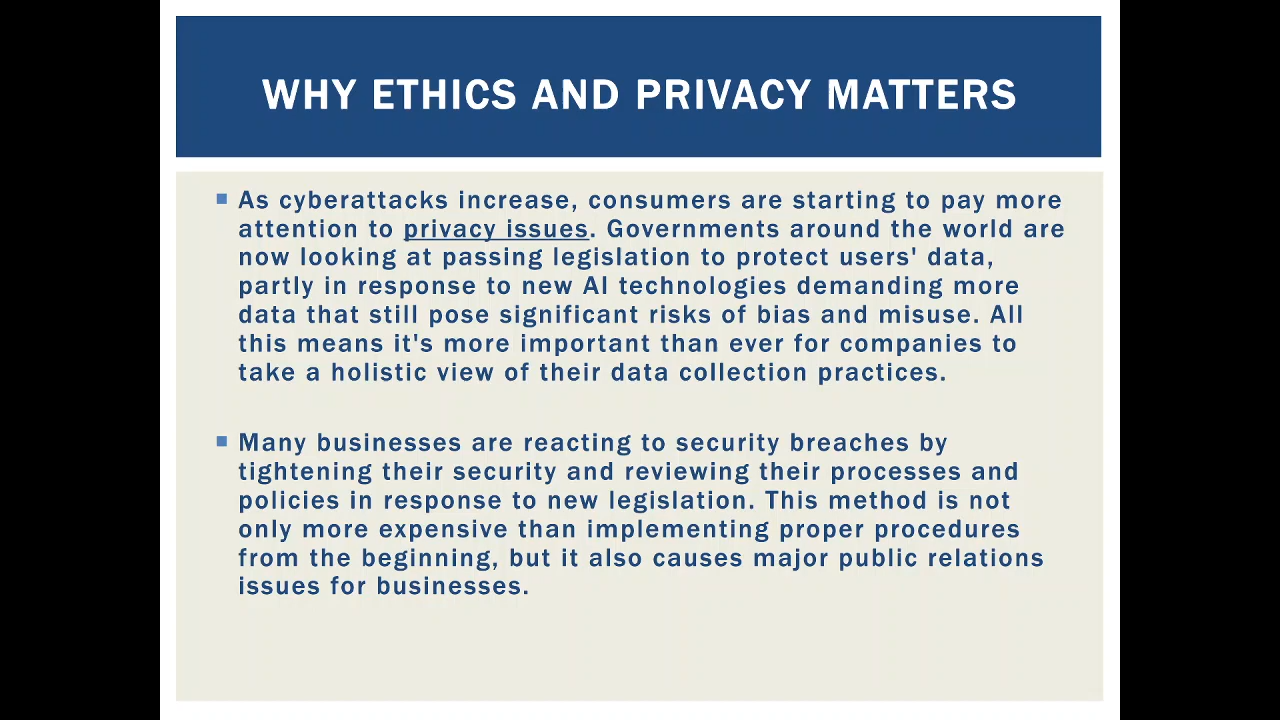 WHY ETHICS AND PRIVACY MATTERS
As cyberattacks increase, consumers are starting to pay more
attention to privacy issues. Governments around the world are
now looking at passing legislation to protect users' data,
partly in response to new AI technologies demanding more
data that still pose significant risks of bias and misuse. All
this means it's more important than ever for companies to
take a holistic view of their data collection practices.
Many businesses are reacting to security breaches by
tightening their security and reviewing their processes and
policies in response to new legislation. This method is not
only more expensive than implementing proper procedures
from the beginning, but it also causes major public relations
issues for businesses.